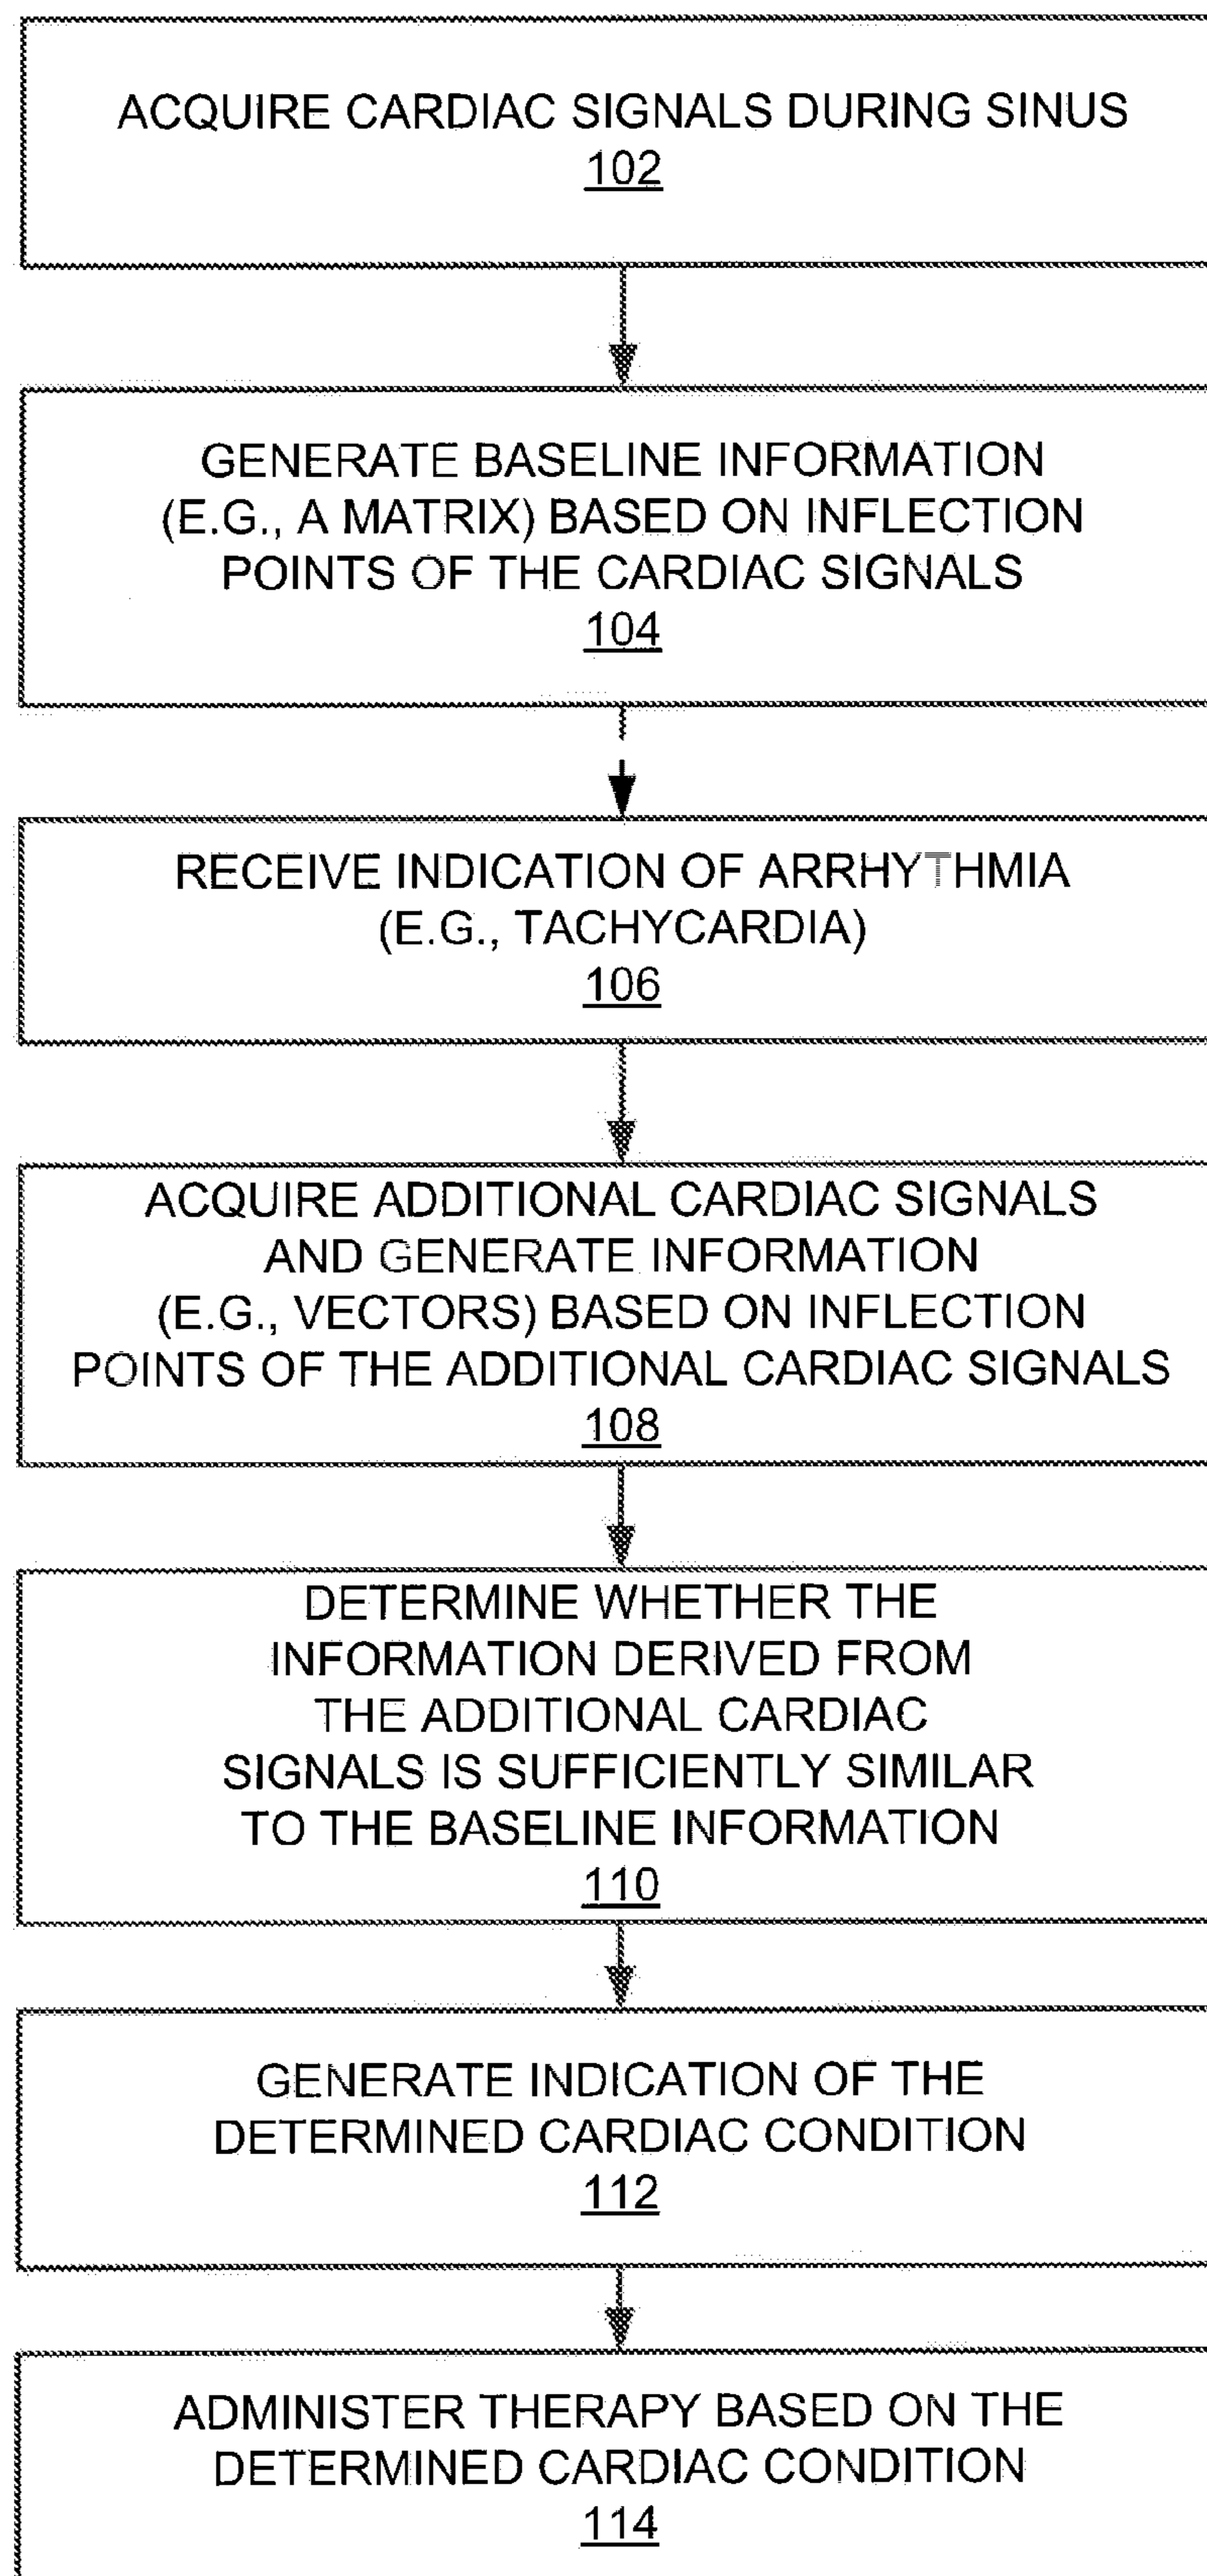 ACQUIRE CARDIAC SIGNALS DURING SINUS
102
GENERATE BASELINE INFORMATION
(E.G., A MATRIX) BASED ON INFLECTION
POINTS OF THE CARDIAC SIGNALS
104
RECEIVE INDICATION OF ARRHYTHMIA
(E.G., TACHYCARDIA)
106
ACQUIRE ADDITIONAL CARDIAC SIGNALS
AND GENERATE INFORMATION
(E.G., VECTORS) BASED ON INFLECTION
POINTS OF THE ADDITIONAL CARDIAC SIGNALS
108
DETERMINE WHETHER THE
INFORMATION DERIVED FROM
THE ADDITIONAL CARDIAC
SIGNALS IS SUFFICIENTLY SIMILAR
TO THE BASELINE INFORMATION
110
GENERATE INDICATION OF THE
DETERMINED CARDIAC CONDITION
112
ADMINISTER THERAPY BASED ON THE
DETERMINED CARDIAC CONDITION
114